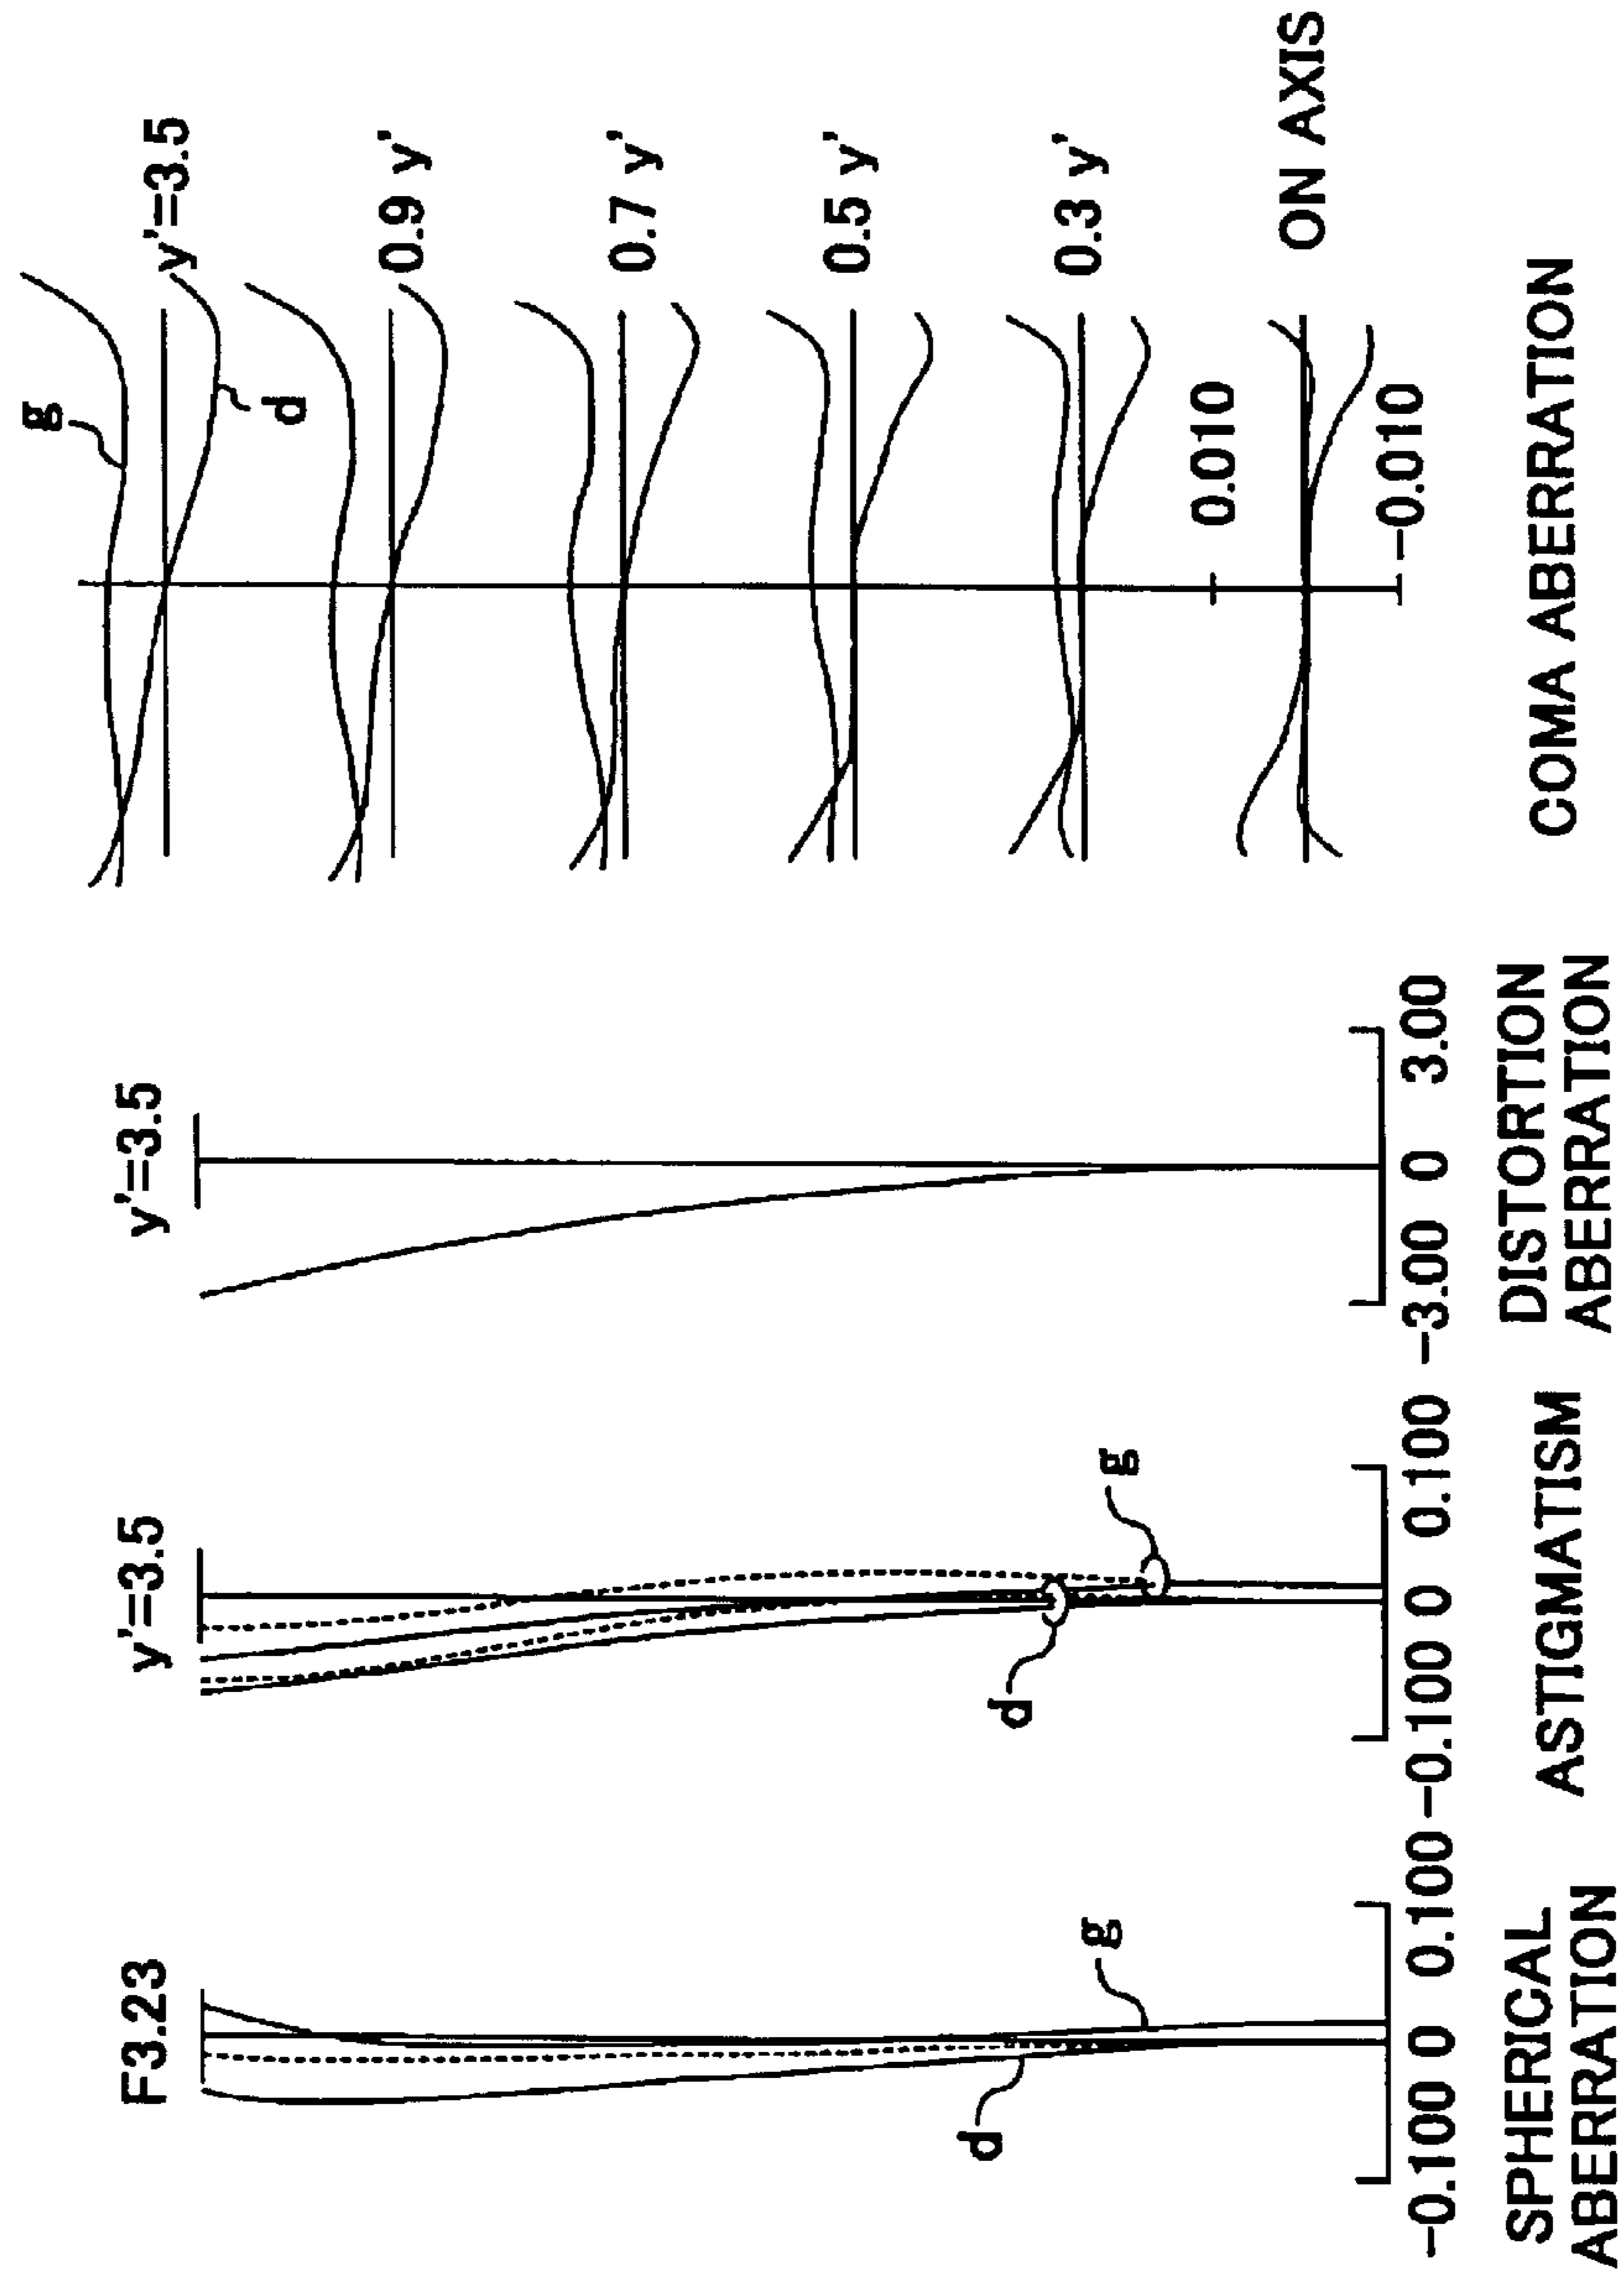 F3.23
g
d
-0.100 0 0.100
SPHERICAL
ABERRATION
y'=3.5
g
d
-0.100 0 0.100
ASTIGMATISM
y'=3.5
-3.00 0 3.00
DISTORTION
ABERRATION
g
y'=3.5
d
0.9 y'
0.7 y'
0.5 y'
0.3 y'
0.010
ON AXIS
-0.010
COMA ABERRATION